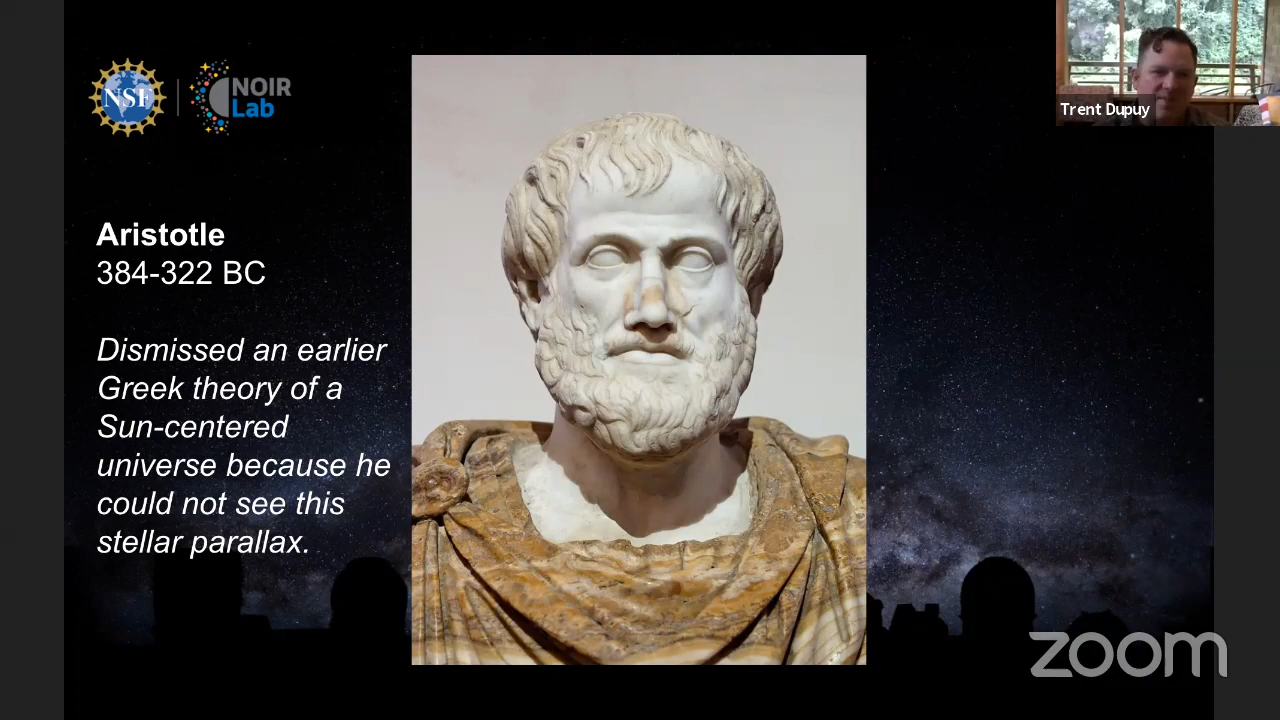 NSF
NOIR
Lab
Trent Dupuy
Aristotle
384-322 BC
Dismissed an earlier
Greek theory of a
Sun-centered
universe because he
could not see this
stellar parallax.
zoom